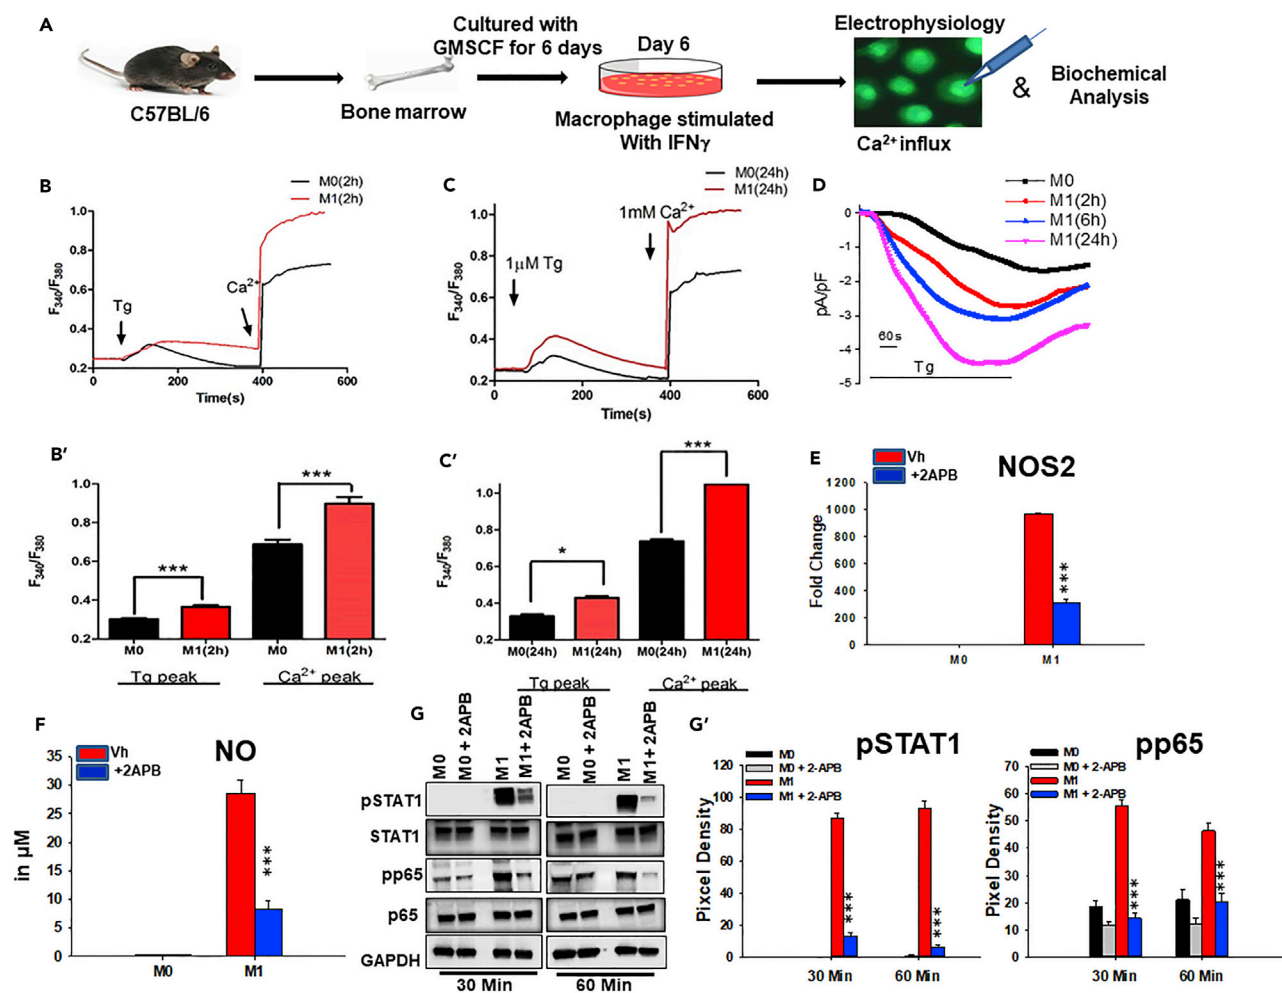 A
C57BL/6
Bone marrow
Cultured with
GMSCF for 6 days
Day 6
Macrophage stimulated
With IFNγ
Electrophysiology
Ca²⁺ influx
&
Biochemical
Analysis
B
M0(2h)
M1(2h)
1.0
0.8
0.6
0.4
0.2
F₃₄₀/F₃₈₀
Tg
Ca²⁺
0 200 400 600
Time(s)
C
M0(24h)
M1(24h)
1.0
0.8
0.6
0.4
0.2
F₃₄₀/F₃₈₀
1μM Tg
1mM Ca²⁺
0 200 400 600
Time(s)
D
M0
M1(2h)
M1(6h)
M1(24h)
0
-1
-2
-3
-4
-5
pA/pF
60s
Tg
B'
1.0
0.8
0.6
0.4
0.2
F₃₄₀/F₃₈₀
***
***
M0 M1(2h) M0 M1(2h)
Tg peak Ca²⁺ peak
C'
1.0
0.8
0.6
0.4
0.2
F₃₄₀/F₃₈₀
*
***
M0(24h) M1(24h) M0(24h) M1(24h)
Tg peak Ca²⁺ peak
E
Vh
+2APB
NOS2
1200
1000
800
600
400
200
0
Fold Change
***
M0 M1
F
Vh
+2APB
NO
35
30
25
20
15
10
5
0
in μM
***
M0 M1
G
M0 M0 + 2APB M1 M1+ 2APB M0 M0 + 2APB M1 M1+ 2APB
pSTAT1
STAT1
pp65
p65
GAPDH
30 Min 60 Min
G'
pSTAT1
M0
M0 + 2-APB
M1
M1 + 2-APB
120
100
80
60
40
20
0
Pixcel Density
***
***
30 Min 60 Min
pp65
M0
M0 + 2-APB
M1
M1 + 2-APB
70
60
50
40
30
20
10
0
Pixel Density
***
***
30 Min 60 Min